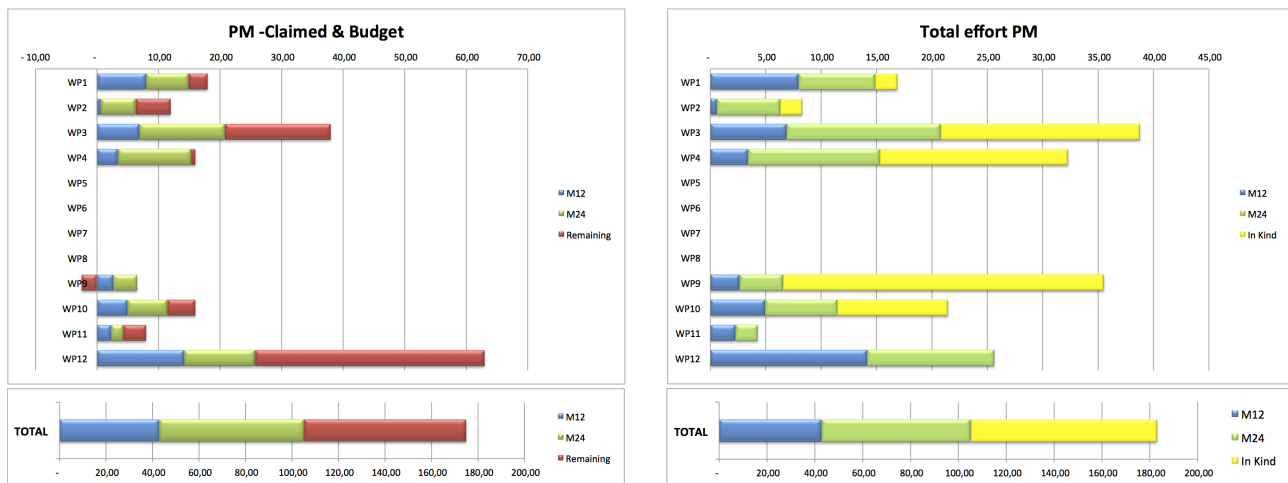 PM -Claimed & Budget
- 10,00 - 10,00 20,00 30,00 40,00 50,00 60,00 70,00
WP1
WP2
WP3
WP4
WP5
WP6
WP7
WP8
WP9
WP10
WP11
WP12
M12
M24
Remaining
TOTAL
M12
M24
Remaining
- 20,00 40,00 60,00 80,00 100,00 120,00 140,00 160,00 180,00 200,00
Total effort PM
- 5,00 10,00 15,00 20,00 25,00 30,00 35,00 40,00 45,00
WP1
WP2
WP3
WP4
WP5
WP6
WP7
WP8
WP9
WP10
WP11
WP12
M12
M24
In Kind
TOTAL
M12
M24
In Kind
- 20,00 40,00 60,00 80,00 100,00 120,00 140,00 160,00 180,00 200,00